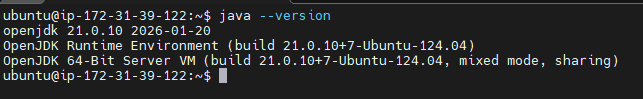 ubuntu@ip-172-31-39-122:~$ java --version
openjdk 21.0.10 2026-01-20
OpenJDK Runtime Environment (build 21.0.10+7-Ubuntu-124.04)
OpenJDK 64-Bit Server VM (build 21.0.10+7-Ubuntu-124.04, mixed mode, sharing)
ubuntu@ip-172-31-39-122:~$